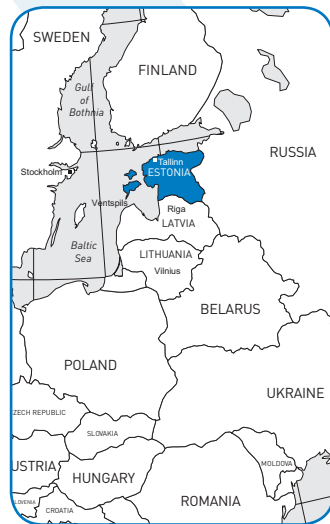 SWEDEN
FINLAND
Gulf
of
Bothnia
RUSSIA
Tallinn
Stockholm
ESTONIA
Ventspils
Riga
LATVIA
Baltic
Sea
LITHUANIA
Vilnius
BELARUS
POLAND
UKRAINE
ZECH REPUBLIC
SLOVAKIA
USTRIA
HUNGARY
MOLDOVA
LOVENIA
CROATIA
ROMANIA